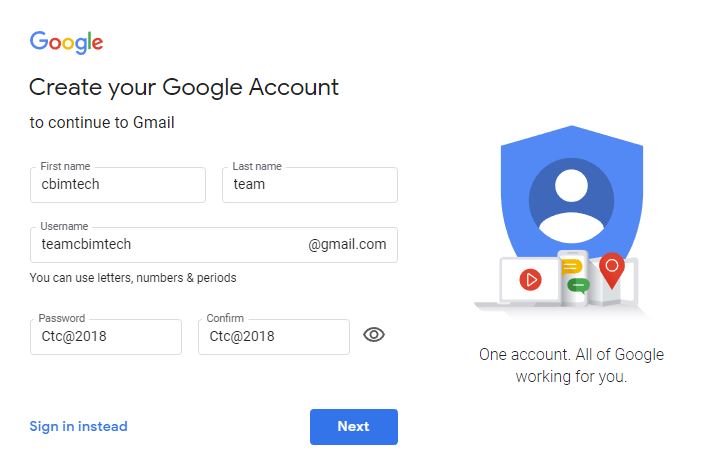 Google
Create your Google Account
to continue to Gmail
First name
Last name
cbimtech
team
Username
teamcbimtech @gmail.com
You can use letters, numbers & periods
Password
Confirm
Ctc@2018
Ctc@2018
One account. All of Google
working for you.
Sign in instead
Next